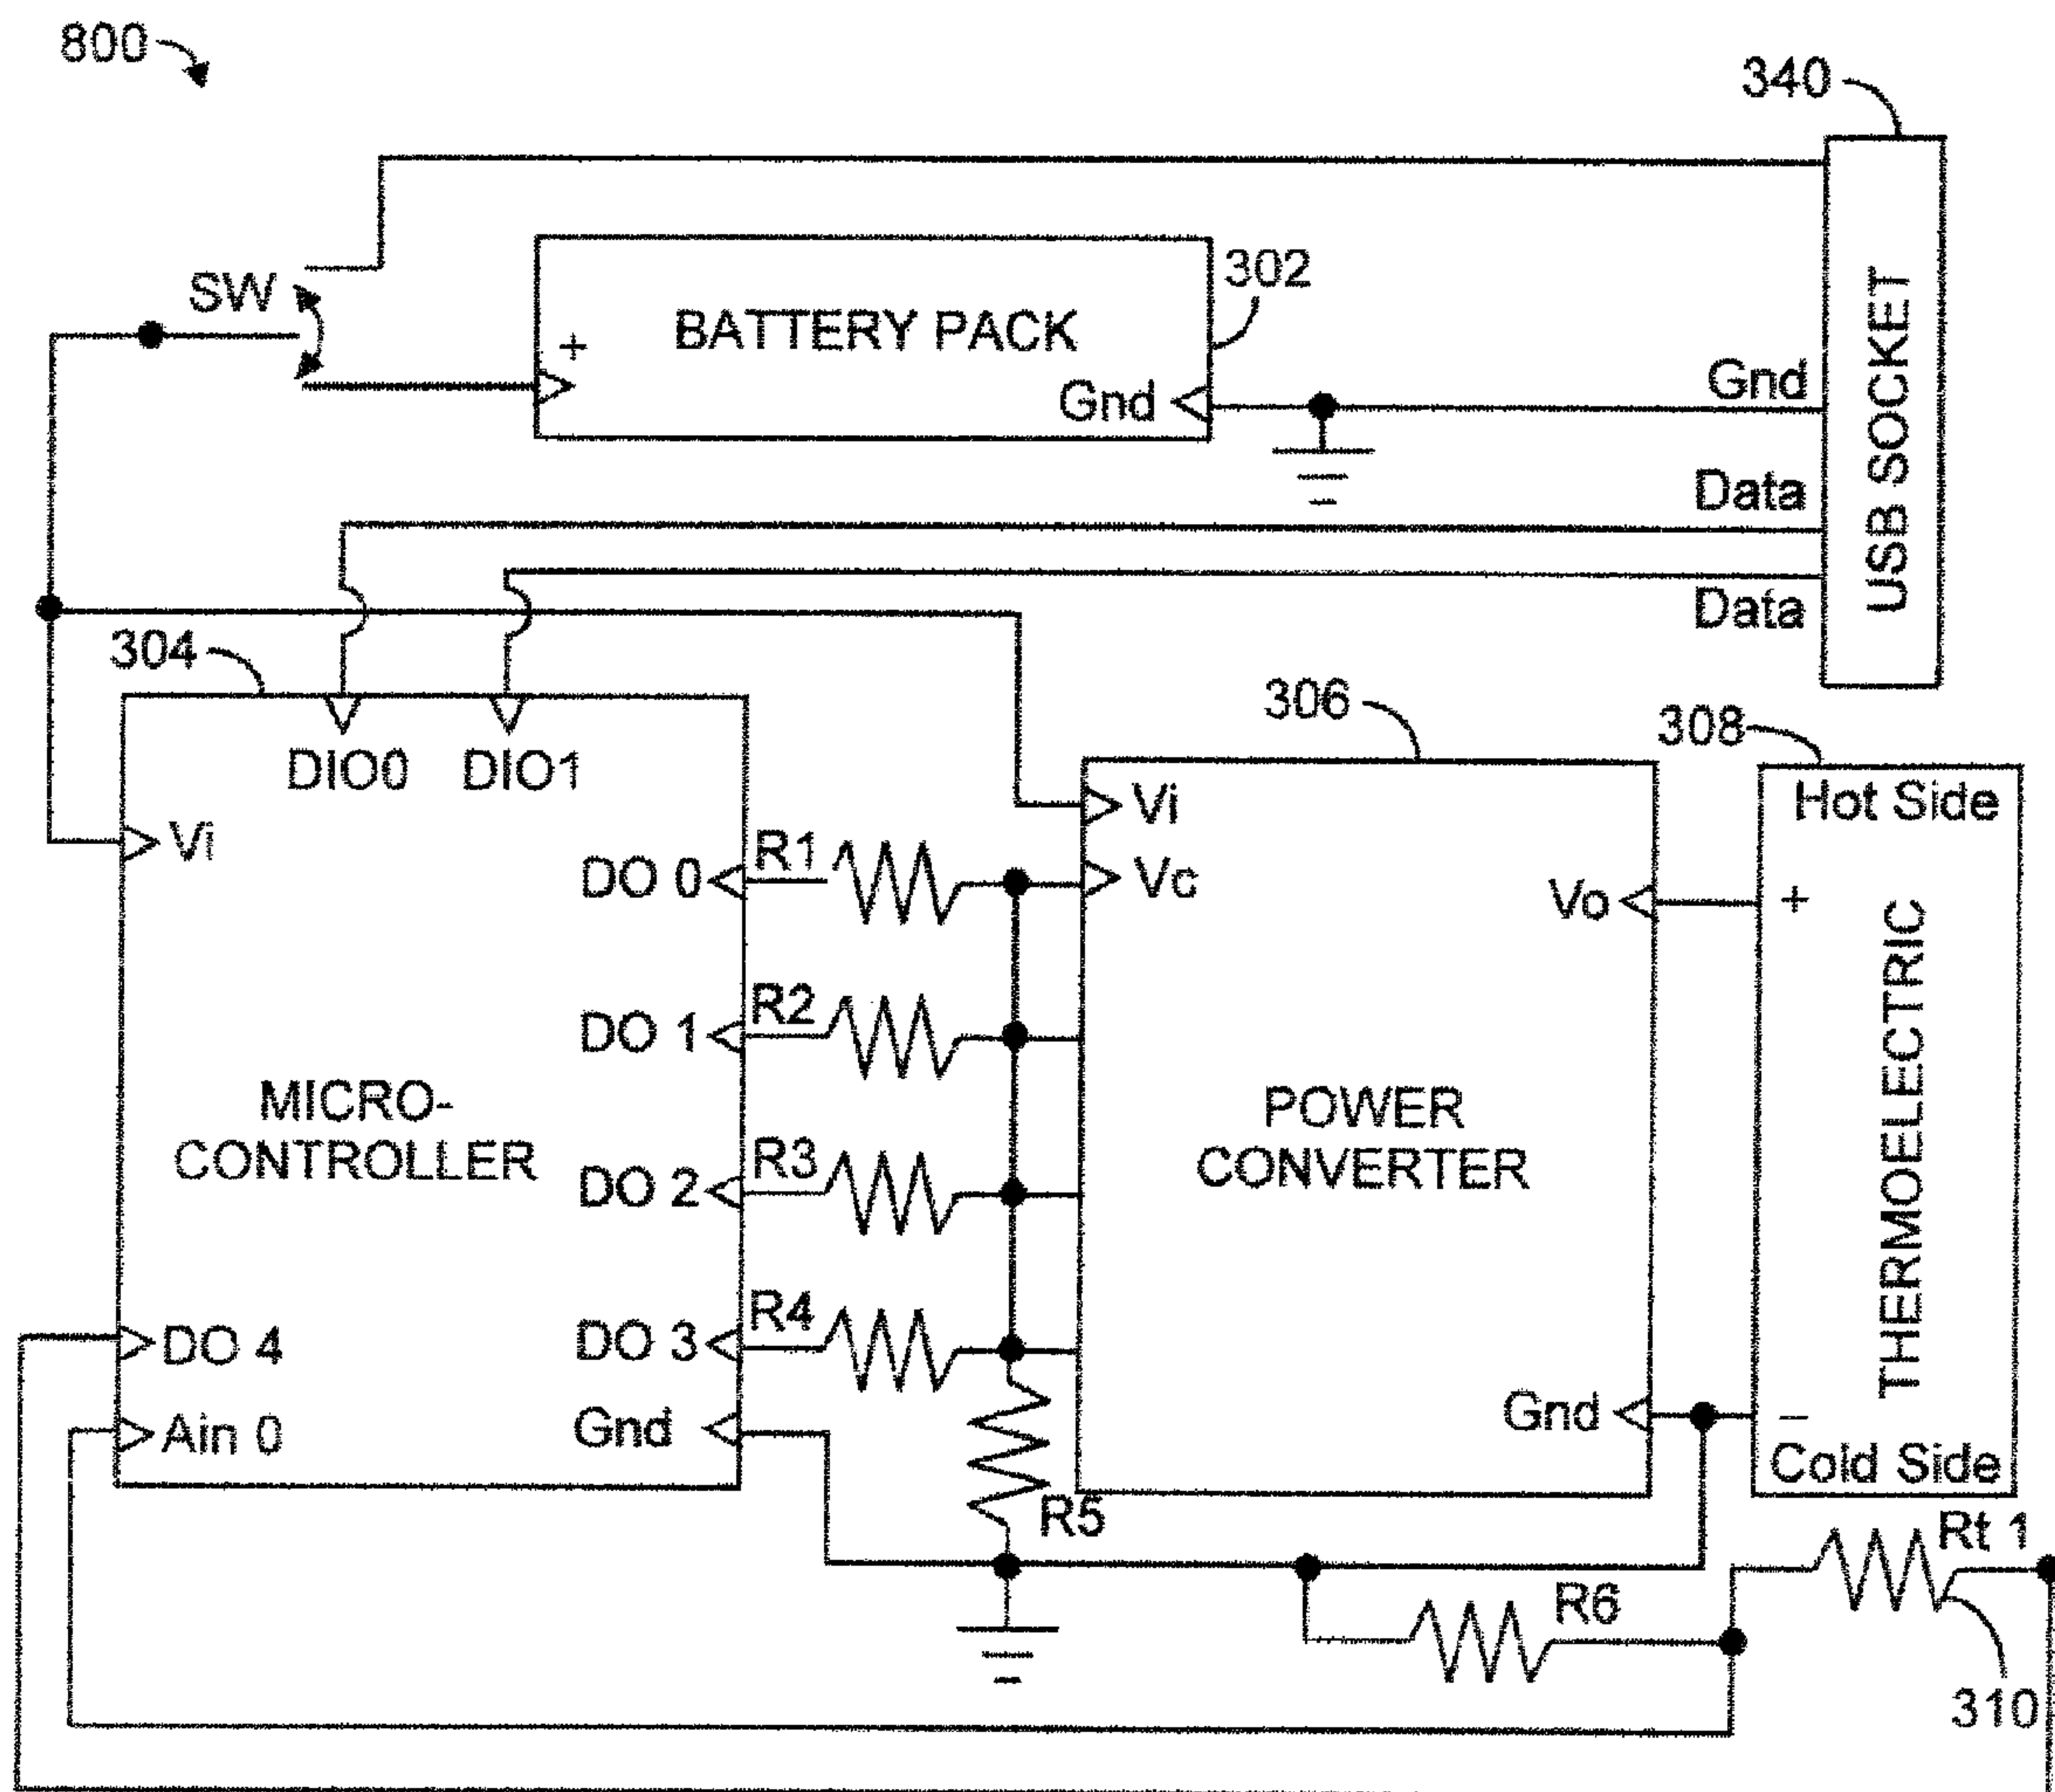 800
340
SW
+
BATTERY PACK
302
Gnd
Gnd
Data
Data
USB SOCKET
304
306
308
DIO0
DIO1
Hot Side
Vi
Vi
DO 0
R1
Vc
Vo
+
DO 1
R2
THERMOELECTRIC
MICRO-
CONTROLLER
POWER
CONVERTER
DO 2
R3
DO 4
DO 3
R4
Ain 0
Gnd
Gnd
–
Cold Side
R5
Rt 1
R6
310